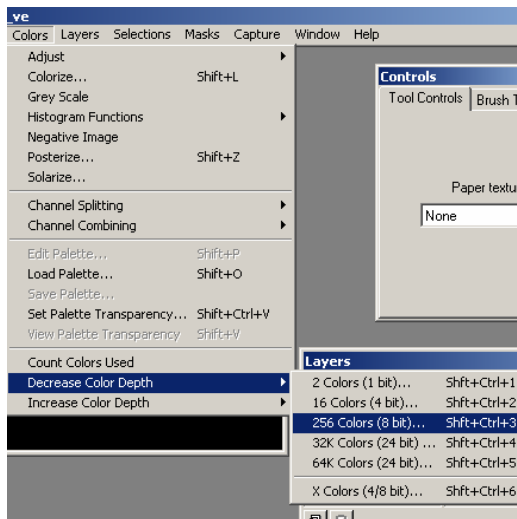 _ve
Colors Layers Selections Masks Capture Window Help
Adjust
Colorize... Shift+L
Grey Scale
Histogram Functions
Negative Image
Posterize... Shift+Z
Solarize...
Channel Splitting
Channel Combining
Edit Palette... Shift+P
Load Palette... Shift+O
Save Palette...
Set Palette Transparency... Shift+Ctrl+V
View Palette Transparency Shift+V
Count Colors Used
Decrease Color Depth
Increase Color Depth
Controls
Tool Controls Brush T
Paper textu
None
Layers
2 Colors (1 bit)... Shft+Ctrl+1
16 Colors (4 bit)... Shft+Ctrl+2
256 Colors (8 bit)... Shft+Ctrl+3
32K Colors (24 bit) ... Shft+Ctrl+4
64K Colors (24 bit)... Shft+Ctrl+5
X Colors (4/8 bit)... Shft+Ctrl+6